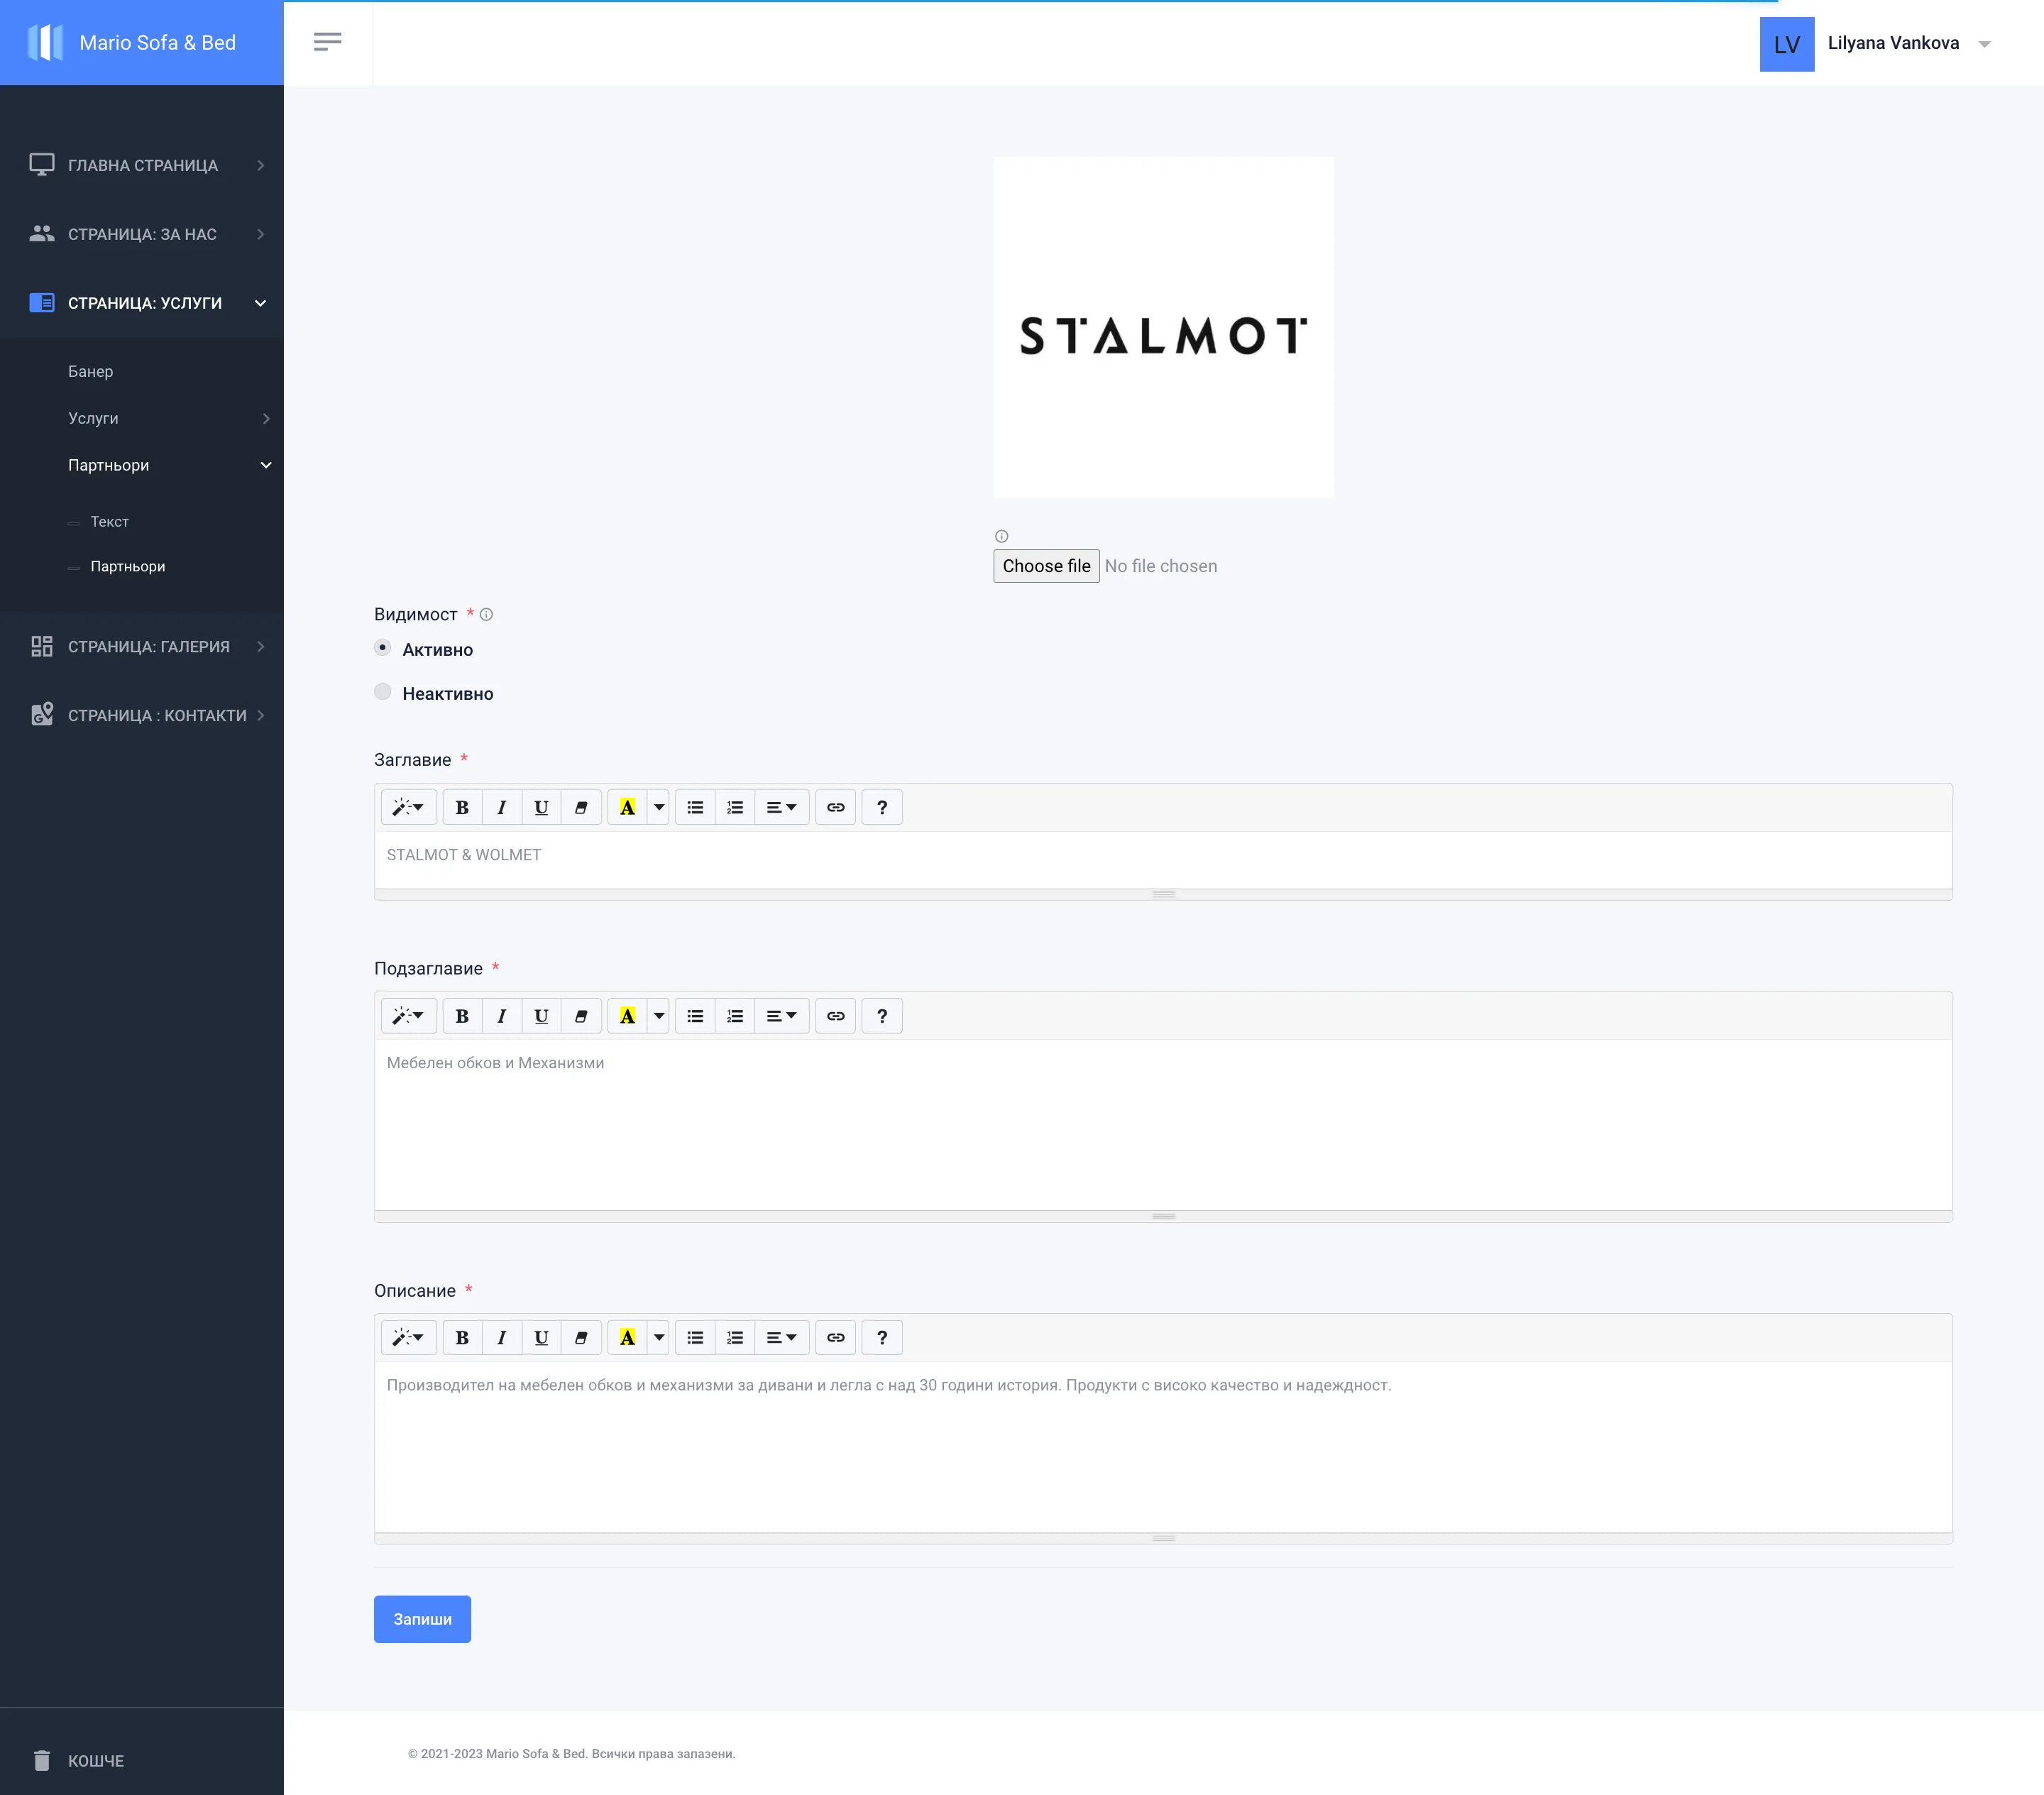 Mario Sofa & Bed
LV
Lilyana Vankova
ГЛАВНА СТРАНИЦА
СТРАНИЦА: ЗА НАС
СТРАНИЦА: УСЛУГИ
Банер
Услуги
Партньори
Текст
Партньори
СТРАНИЦА: ГАЛЕРИЯ
СТРАНИЦА : КОНТАКТИ
КОШЧЕ
STALMOT
Choose file No file chosen
Видимост *
Активно
Неактивно
Заглавие *
B I U A ?
STALMOT & WOLMET
Подзаглавие *
B I U A ?
Мебелен обков и Механизми
Описание *
B I U A ?
Производител на мебелен обков и механизми за дивани и легла с над 30 години история. Продукти с високо качество и надеждност.
Запиши
© 2021-2023 Mario Sofa & Bed. Всички права запазени.